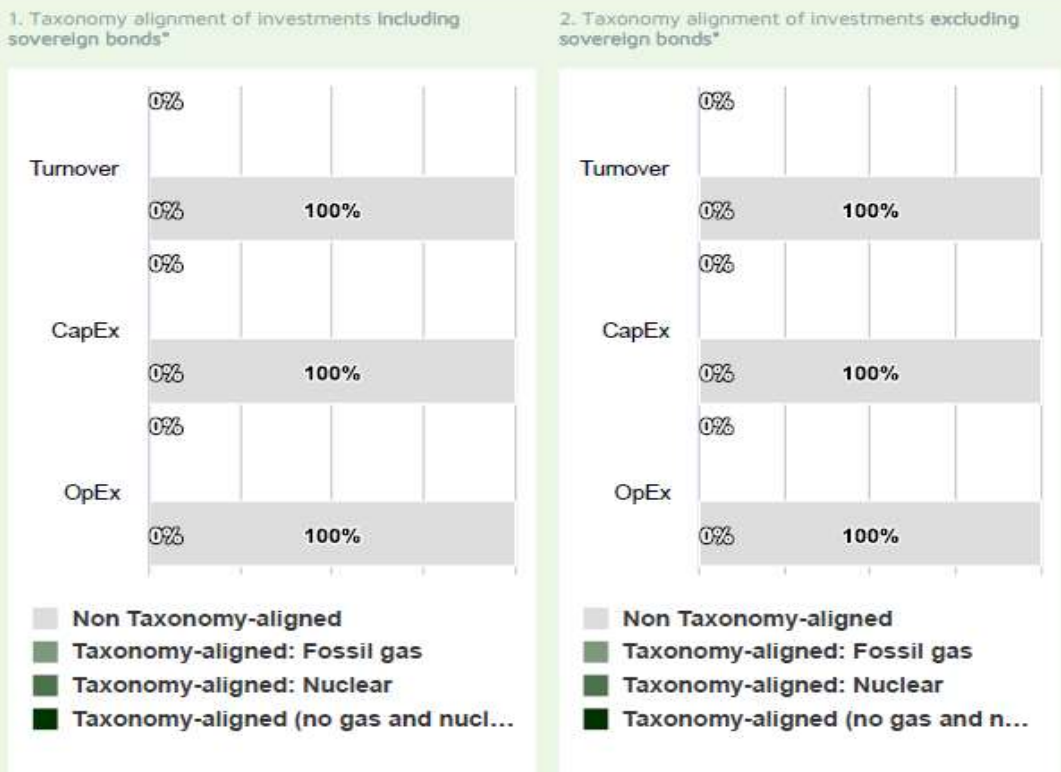 1. Taxonomy alignment of investments including
sovereign bonds*
0%
Turnover
0% 100%
0%
CapEx
0% 100%
0%
OpEx
0% 100%
Non Taxonomy-aligned
Taxonomy-aligned: Fossil gas
Taxonomy-aligned: Nuclear
Taxonomy-aligned (no gas and nucl...
2. Taxonomy alignment of investments excluding
sovereign bonds*
0%
Turnover
0% 100%
0%
CapEx
0% 100%
0%
OpEx
0% 100%
Non Taxonomy-aligned
Taxonomy-aligned: Fossil gas
Taxonomy-aligned: Nuclear
Taxonomy-aligned (no gas and n...